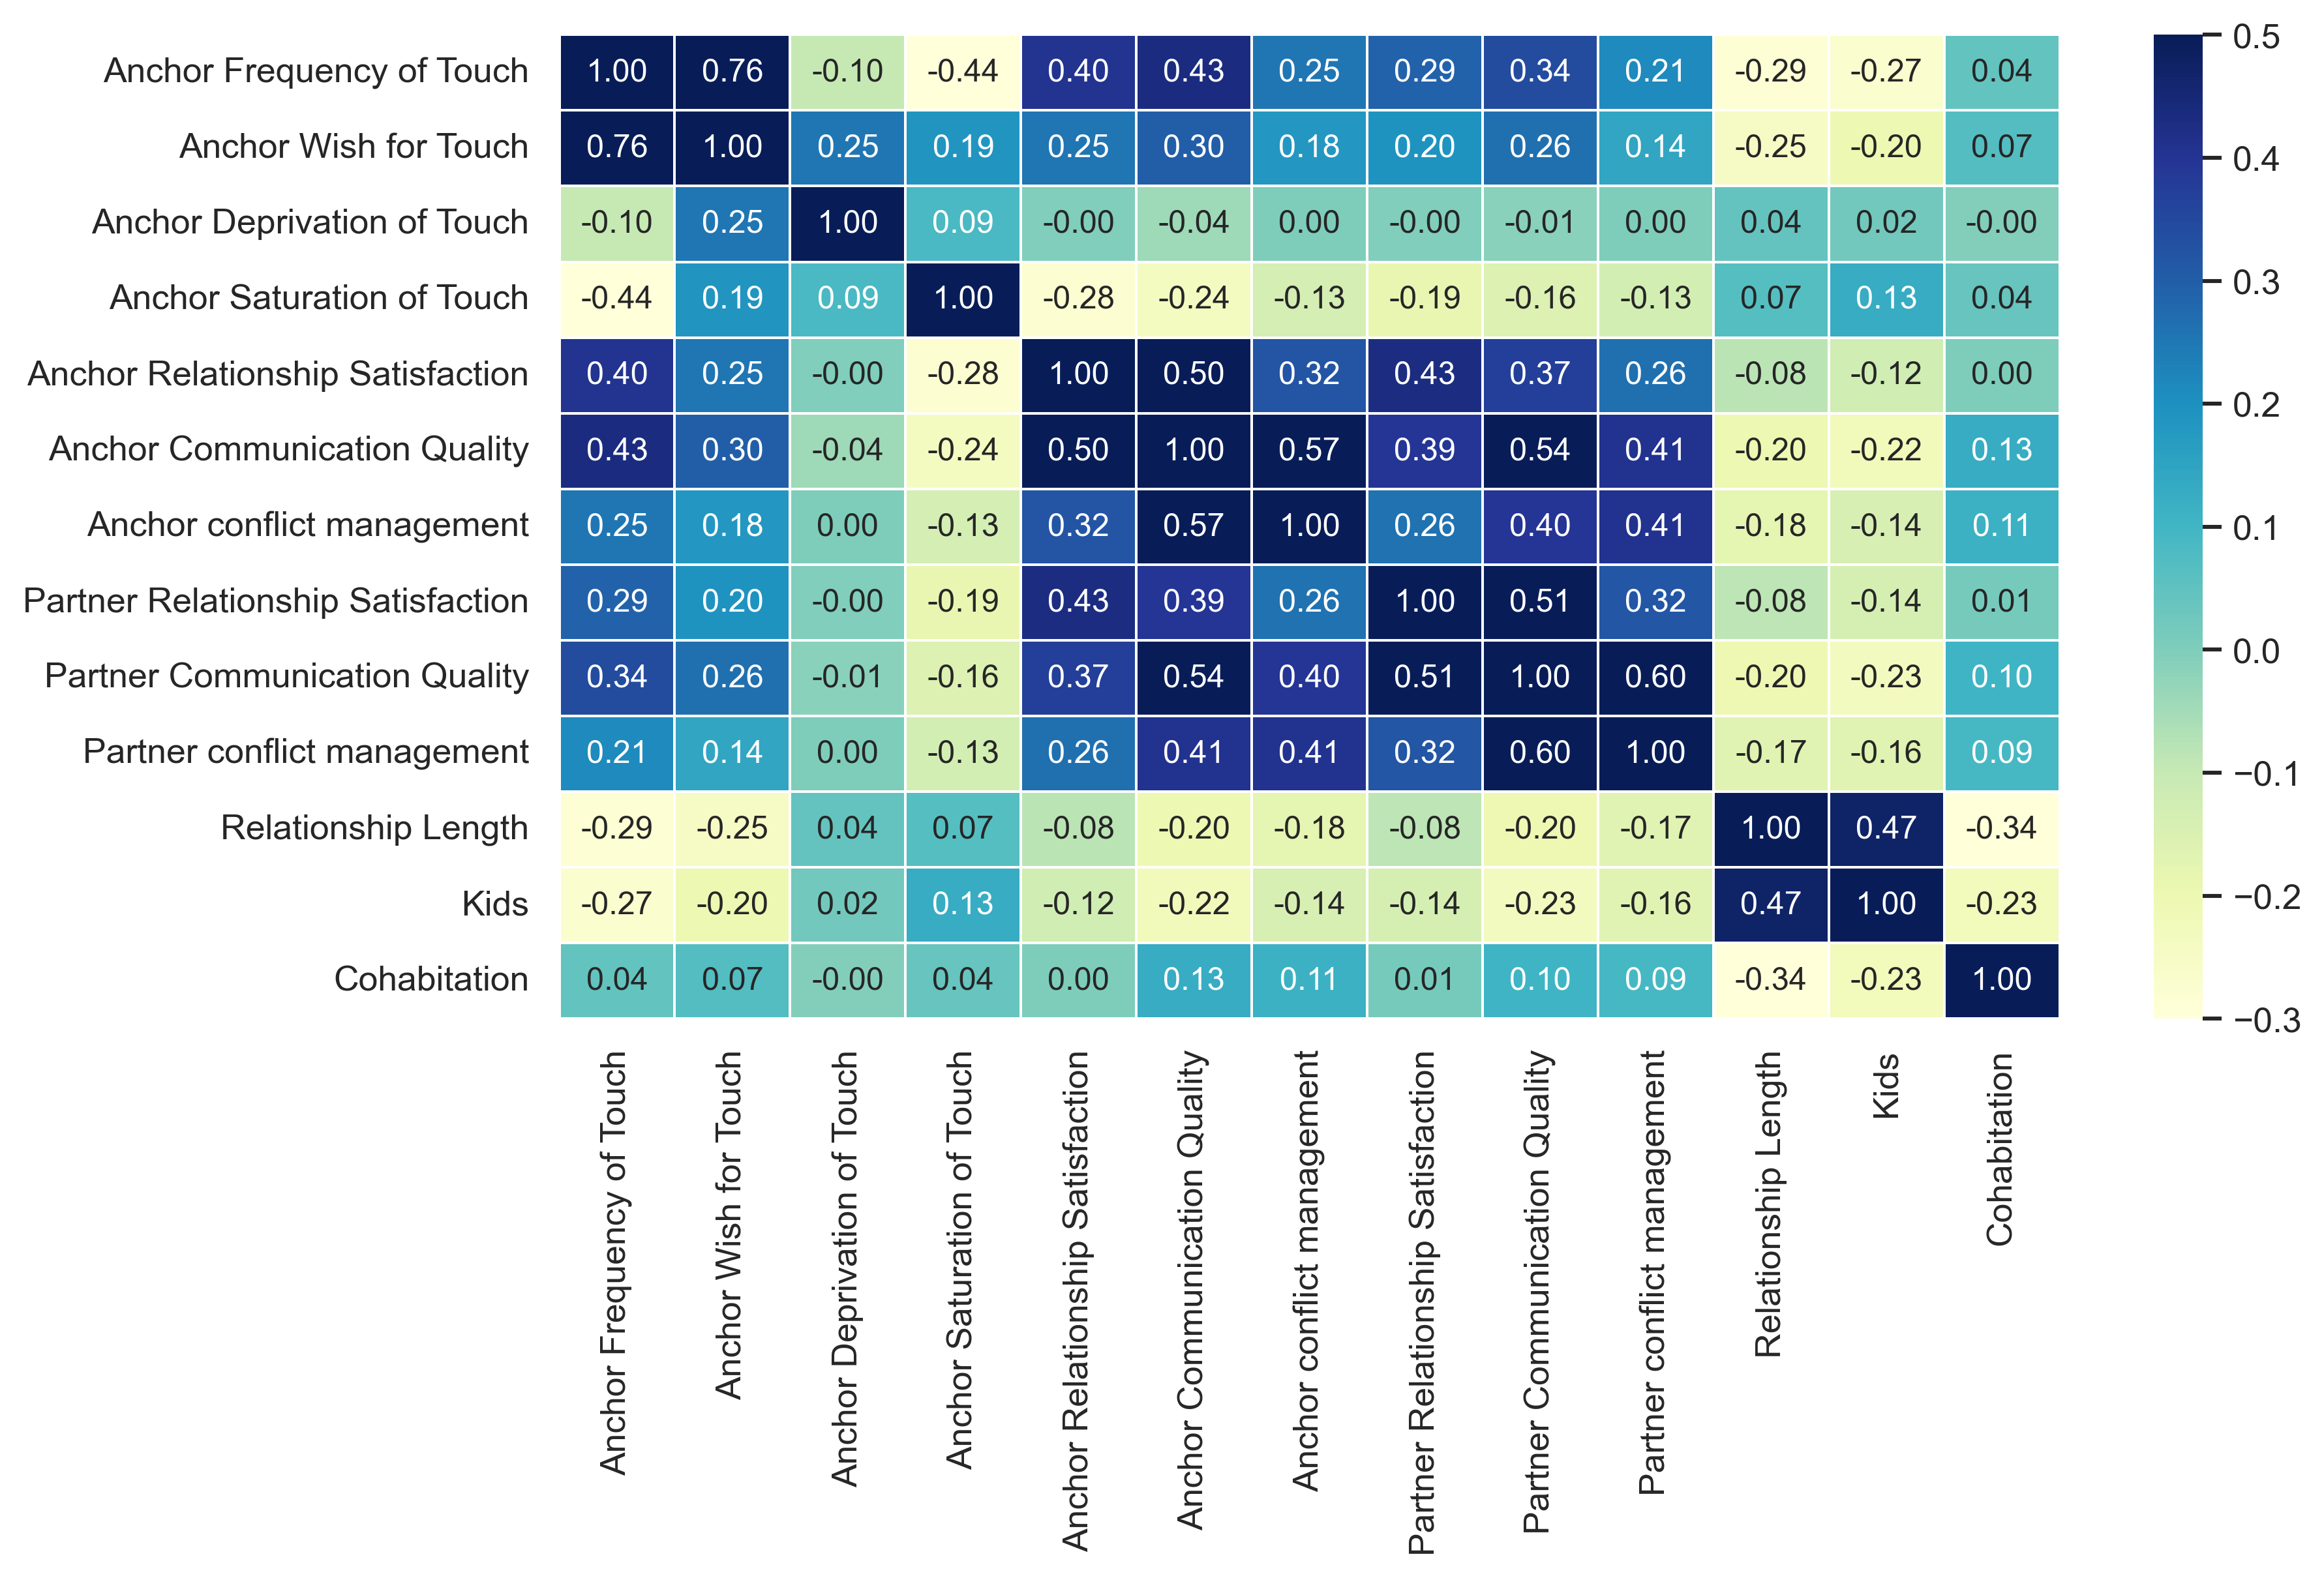 Anchor Frequency of Touch 1.00 0.76 -0.10 -0.44 0.40 0.43 0.25 0.29 0.34 0.21 -0.29 -0.27 0.04
Anchor Wish for Touch 0.76 1.00 0.25 0.19 0.25 0.30 0.18 0.20 0.26 0.14 -0.25 -0.20 0.07
Anchor Deprivation of Touch -0.10 0.25 1.00 0.09 -0.00 -0.04 0.00 -0.00 -0.01 0.00 0.04 0.02 -0.00
Anchor Saturation of Touch -0.44 0.19 0.09 1.00 -0.28 -0.24 -0.13 -0.19 -0.16 -0.13 0.07 0.13 0.04
Anchor Relationship Satisfaction 0.40 0.25 -0.00 -0.28 1.00 0.50 0.32 0.43 0.37 0.26 -0.08 -0.12 0.00
Anchor Communication Quality 0.43 0.30 -0.04 -0.24 0.50 1.00 0.57 0.39 0.54 0.41 -0.20 -0.22 0.13
Anchor conflict management 0.25 0.18 0.00 -0.13 0.32 0.57 1.00 0.26 0.40 0.41 -0.18 -0.14 0.11
Partner Relationship Satisfaction 0.29 0.20 -0.00 -0.19 0.43 0.39 0.26 1.00 0.51 0.32 -0.08 -0.14 0.01
Partner Communication Quality 0.34 0.26 -0.01 -0.16 0.37 0.54 0.40 0.51 1.00 0.60 -0.20 -0.23 0.10
Partner conflict management 0.21 0.14 0.00 -0.13 0.26 0.41 0.41 0.32 0.60 1.00 -0.17 -0.16 0.09
Relationship Length -0.29 -0.25 0.04 0.07 -0.08 -0.20 -0.18 -0.08 -0.20 -0.17 1.00 0.47 -0.34
Kids -0.27 -0.20 0.02 0.13 -0.12 -0.22 -0.14 -0.14 -0.23 -0.16 0.47 1.00 -0.23
Cohabitation 0.04 0.07 -0.00 0.04 0.00 0.13 0.11 0.01 0.10 0.09 -0.34 -0.23 1.00
Anchor Frequency of Touch
Anchor Wish for Touch
Anchor Deprivation of Touch
Anchor Saturation of Touch
Anchor Relationship Satisfaction
Anchor Communication Quality
Anchor conflict management
Partner Relationship Satisfaction
Partner Communication Quality
Partner conflict management
Relationship Length
Kids
Cohabitation
0.5
0.4
0.3
0.2
0.1
0.0
−0.1
−0.2
−0.3